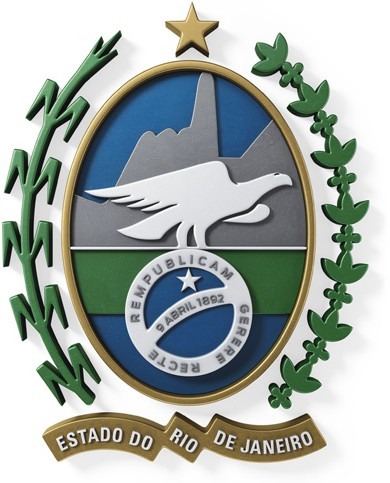 REMPUBLICAM
9 ABRIL 1892
GERERE RECTE
ESTADO DO RIO DE JANEIRO